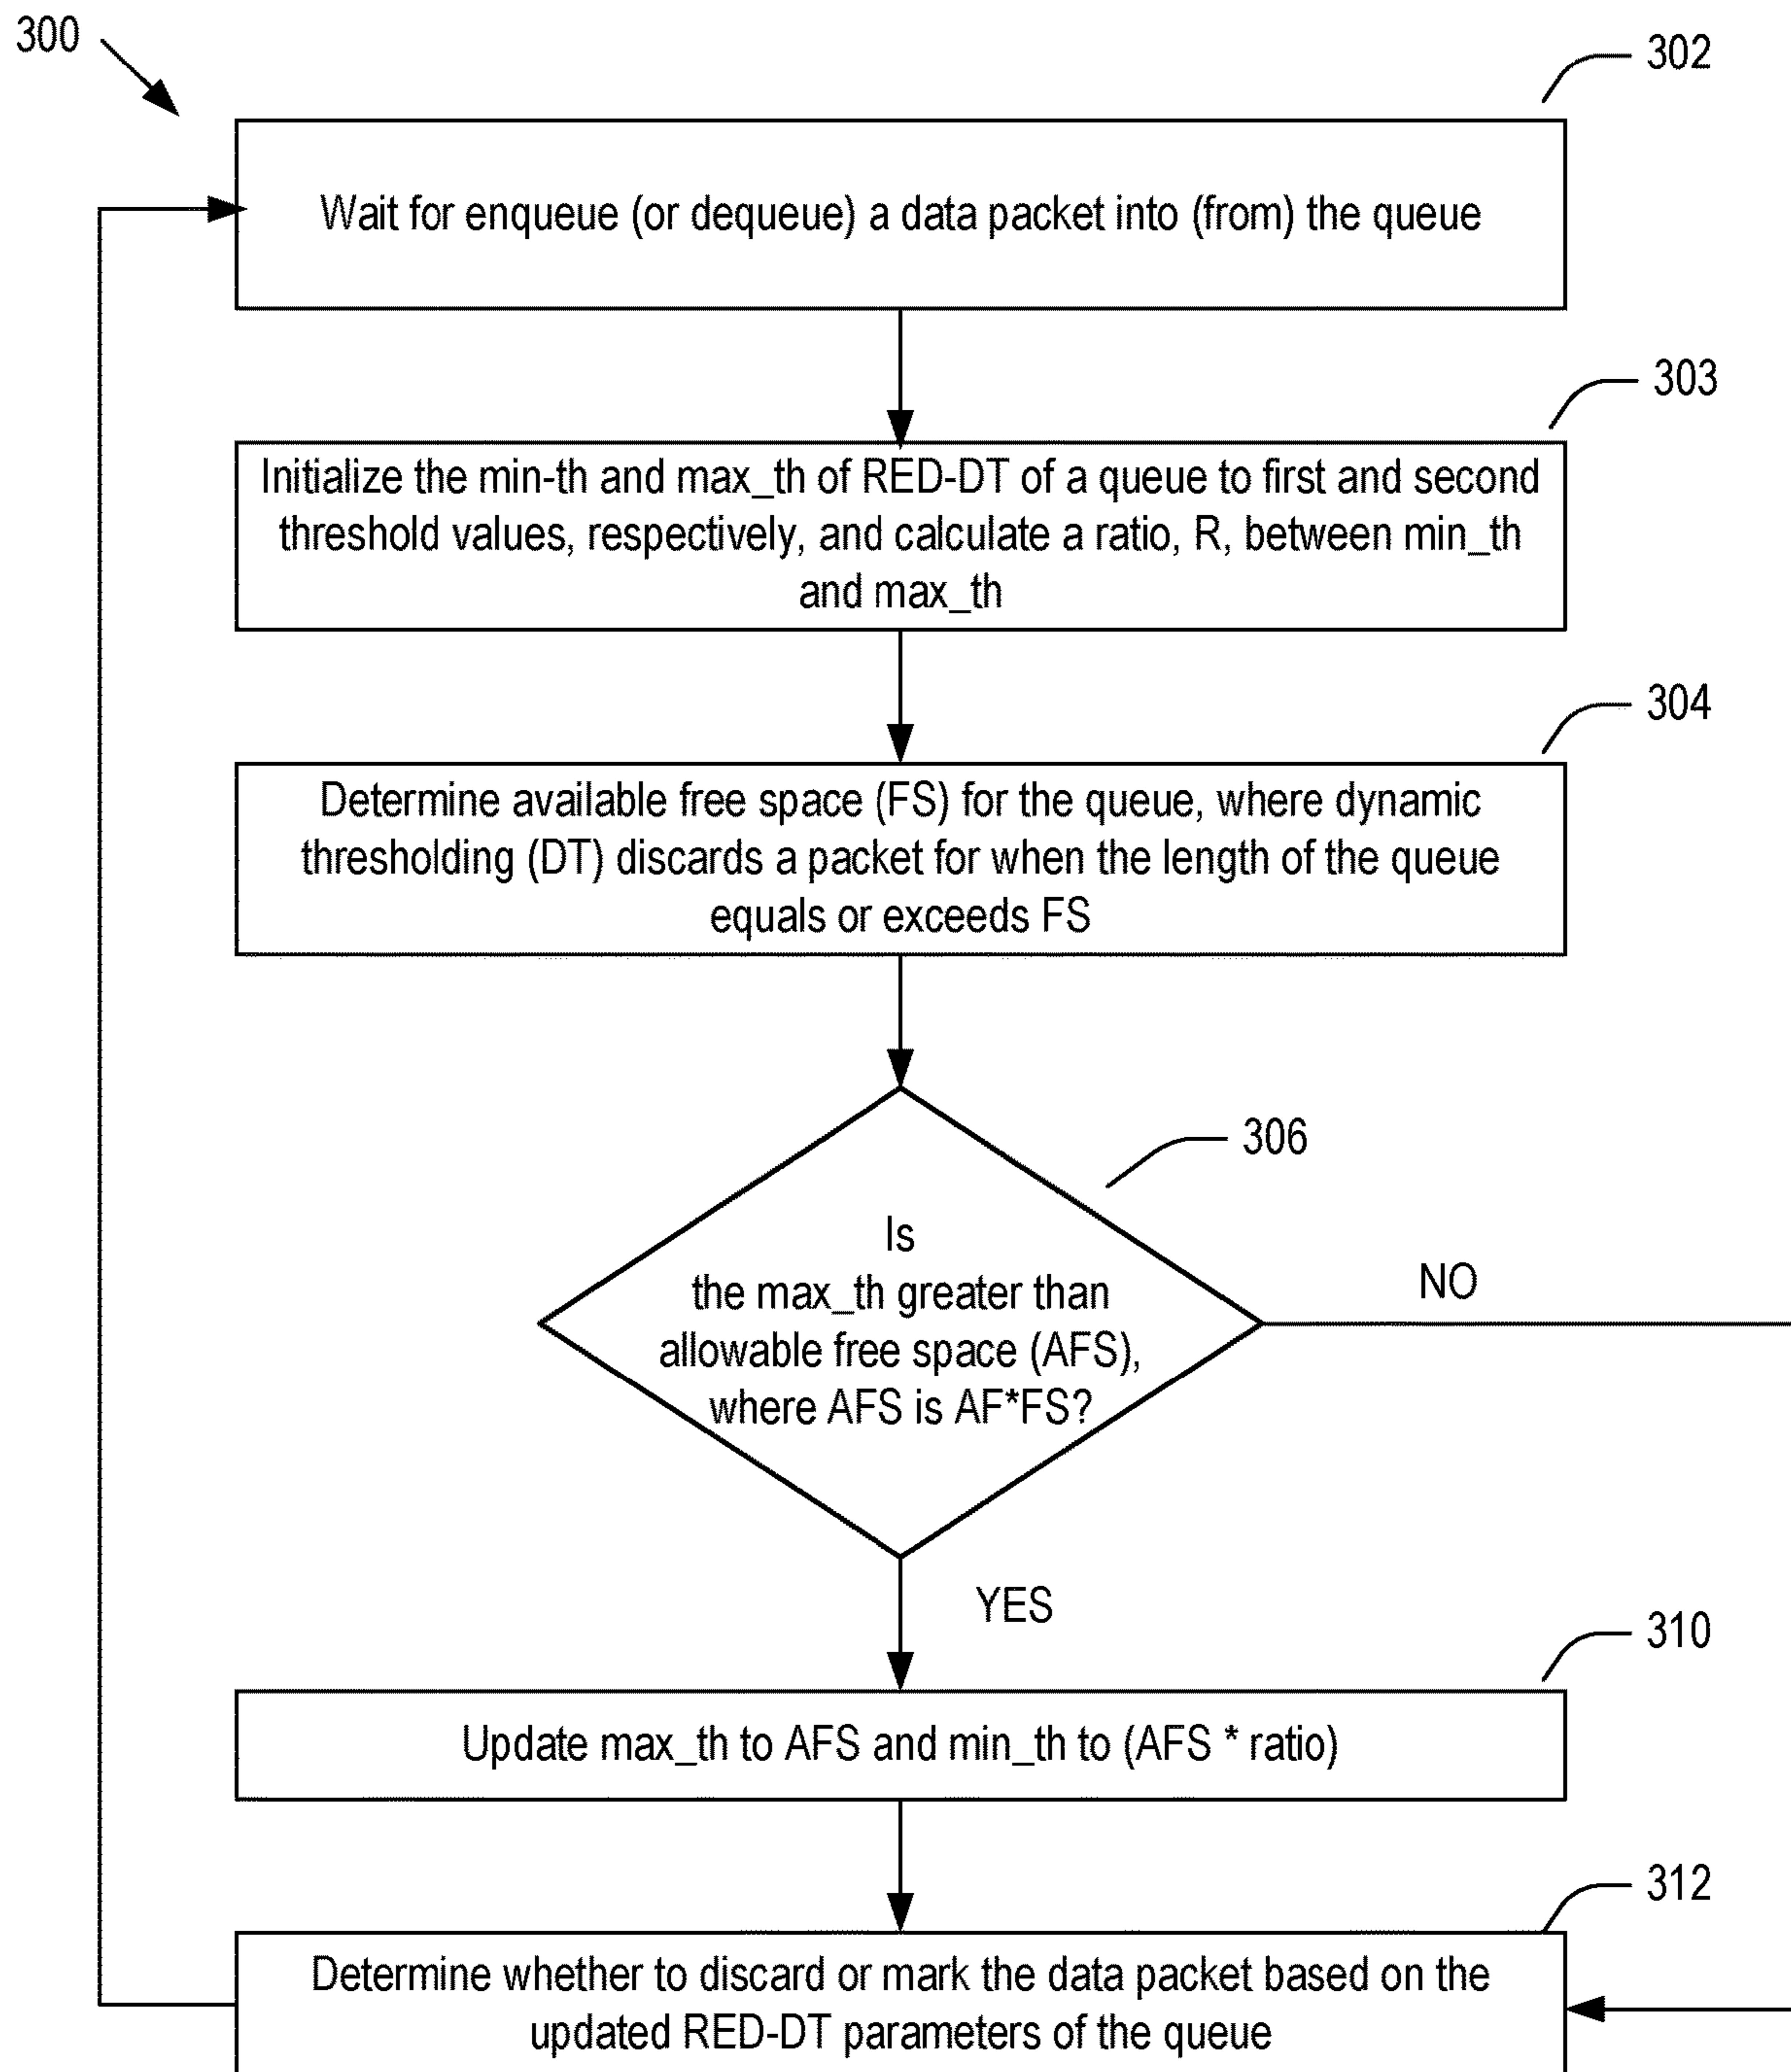 300
302
Wait for enqueue (or dequeue) a data packet into (from) the queue
303
Initialize the min-th and max_th of RED-DT of a queue to first and second
threshold values, respectively, and calculate a ratio, R, between min_th
and max_th
304
Determine available free space (FS) for the queue, where dynamic
thresholding (DT) discards a packet for when the length of the queue
equals or exceeds FS
306
Is
the max_th greater than
allowable free space (AFS),
where AFS is AF*FS?
NO
YES
310
Update max_th to AFS and min_th to (AFS * ratio)
312
Determine whether to discard or mark the data packet based on the
updated RED-DT parameters of the queue